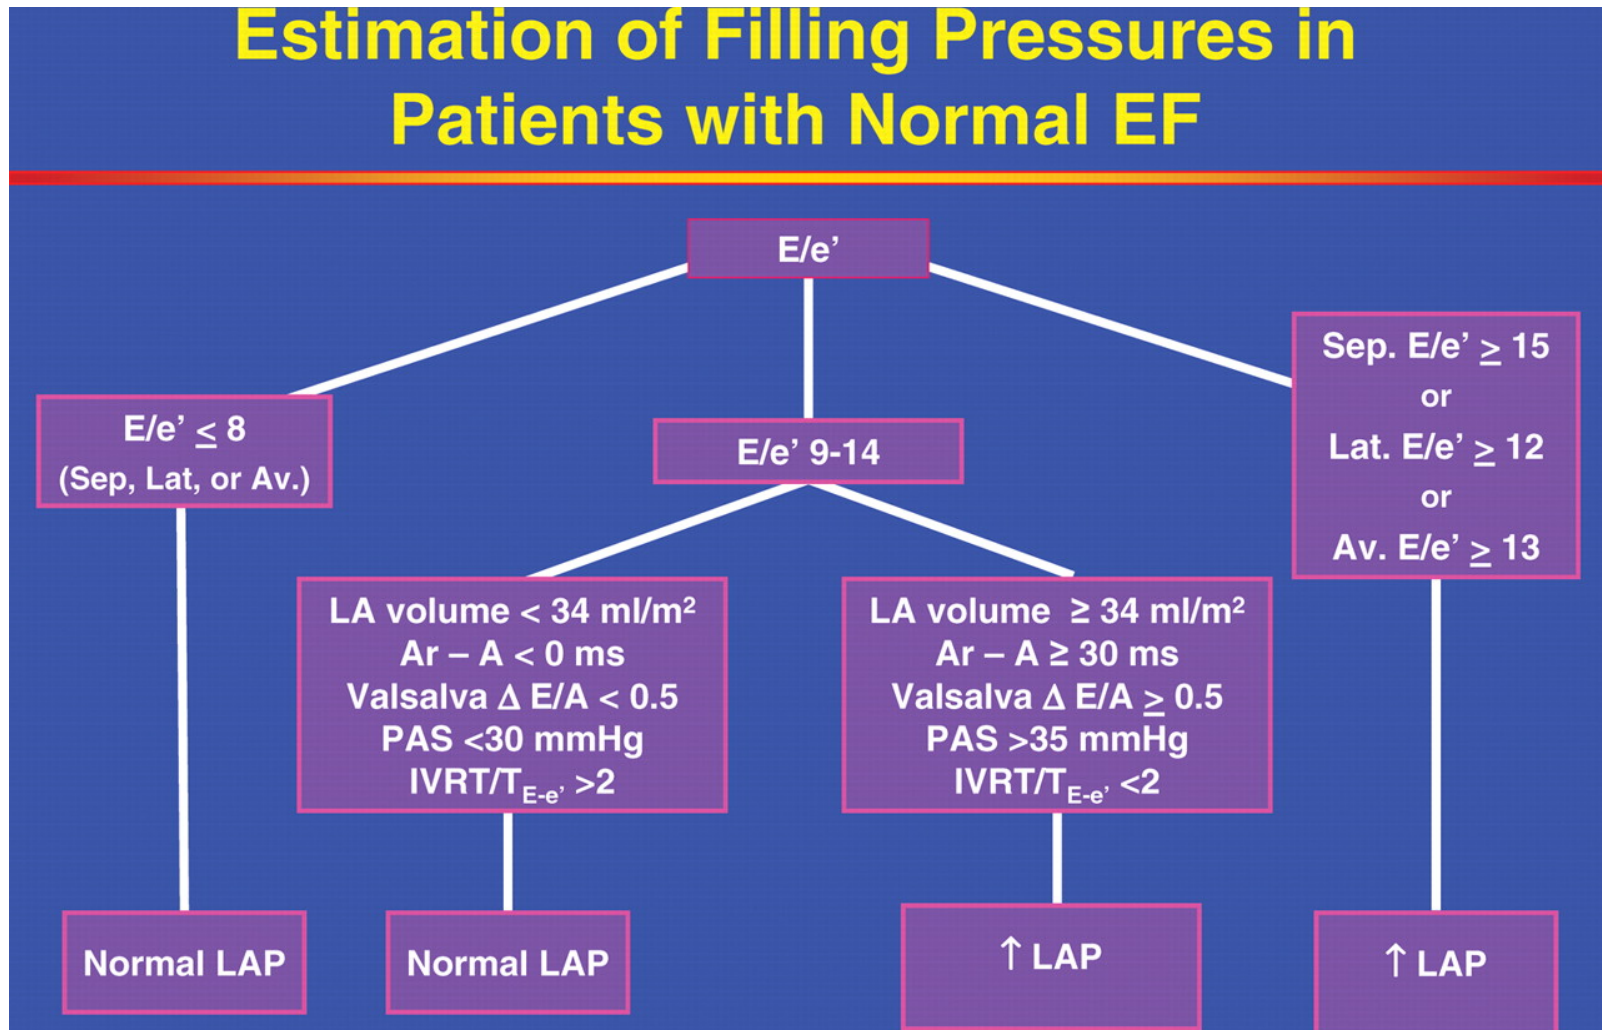 Estimation of Filling Pressures in
Patients with Normal EF
E/e’
E/e’ ≤ 8
(Sep, Lat, or Av.)
E/e’ 9-14
Sep. E/e’ ≥ 15
or
Lat. E/e’ ≥ 12
or
Av. E/e’ ≥ 13
LA volume < 34 ml/m²
Ar – A < 0 ms
Valsalva Δ E/A < 0.5
PAS <30 mmHg
IVRT/T_E-e’ >2
LA volume ≥ 34 ml/m²
Ar – A ≥ 30 ms
Valsalva Δ E/A ≥ 0.5
PAS >35 mmHg
IVRT/T_E-e’ <2
Normal LAP
Normal LAP
↑ LAP
↑ LAP